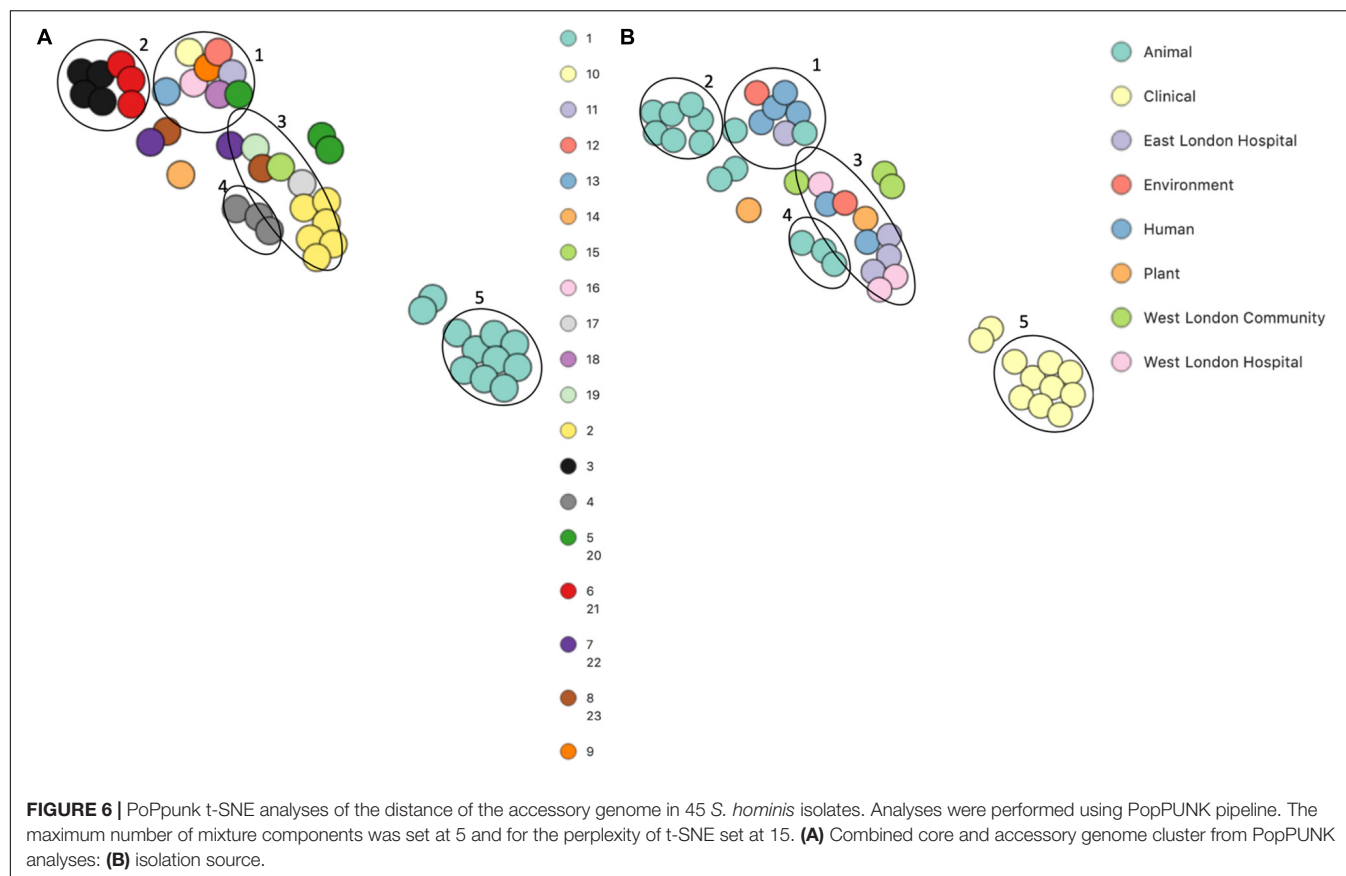 A
2
1
3
4
5
1
10
11
12
13
14
15
16
17
18
19
2
3
4
5
20
6
21
7
22
8
23
9
B
2
1
3
4
5
Animal
Clinical
East London Hospital
Environment
Human
Plant
West London Community
West London Hospital
FIGURE 6 | PoPpunk t-SNE analyses of the distance of the accessory genome in 45 S. hominis isolates. Analyses were performed using PopPUNK pipeline. The
maximum number of mixture components was set at 5 and for the perplexity of t-SNE set at 15. (A) Combined core and accessory genome cluster from PopPUNK
analyses: (B) isolation source.